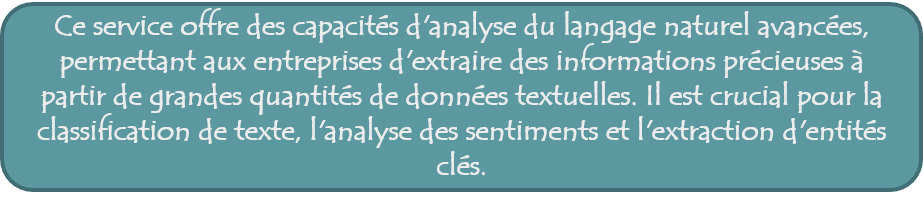 Ce service offre des capacités d'analyse du langage naturel avancées,
permettant aux entreprises d'extraire des informations précieuses à
partir de grandes quantités de données textuelles. Il est crucial pour la
classification de texte, l'analyse des sentiments et l'extraction d'entités
clés.